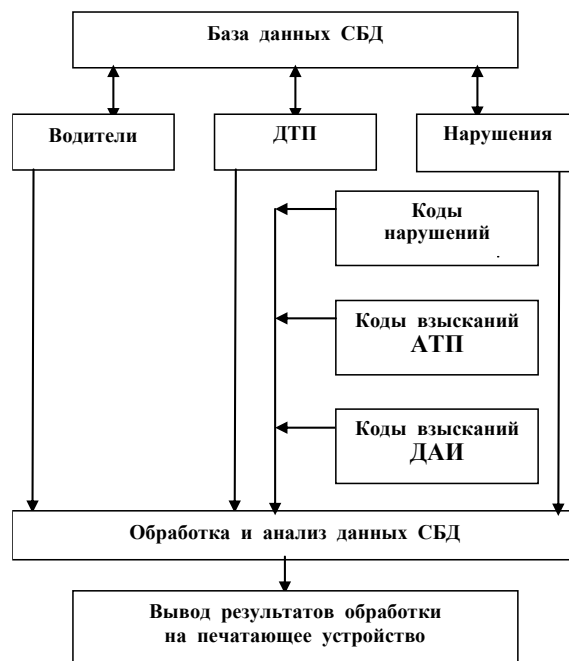 База данных СБД
Водители
ДТП
Нарушения
Коды
нарушений
Коды взысканий
АТП
Коды взысканий
ДАИ
Обработка и анализ данных СБД
Вывод результатов обработки
на печатающее устройство